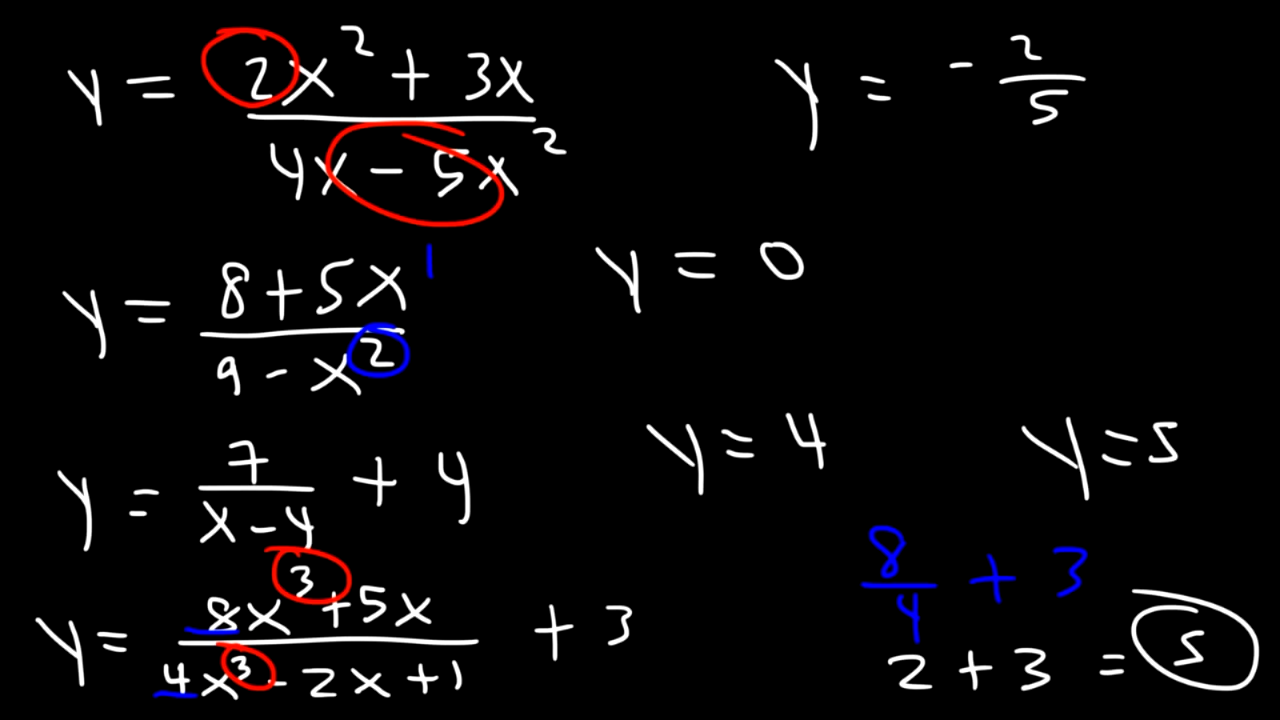 y = (2x² + 3x)/(4x - 5x²)
y = - 2/5
y = (8 + 5x¹)/(9 - x²)
y = 0
y = 7/(x - 4) + 4
y = 4
y = 5
y = (8x³ + 5x)/(4x³ - 2x + 1) + 3
8/4 + 3
2 + 3 = 5